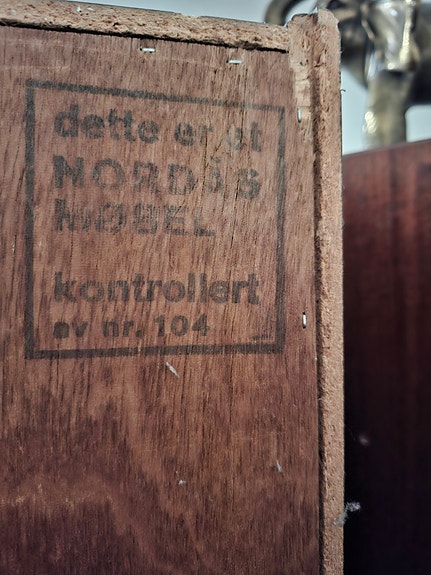 dette er et
NORDÅS
MØBEL
kontrollert
av nr. 104